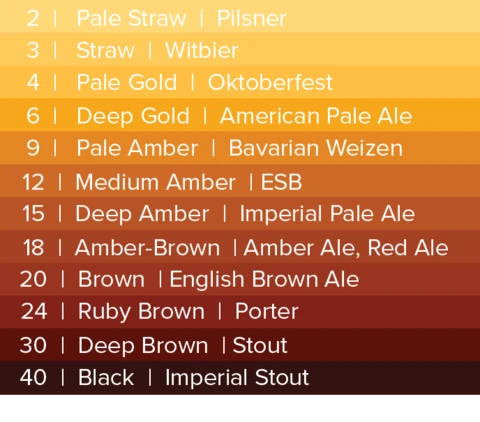 2 | Pale Straw | Pilsner
3 | Straw | Witbier
4 | Pale Gold | Oktoberfest
6 | Deep Gold | American Pale Ale
9 | Pale Amber | Bavarian Weizen
12 | Medium Amber | ESB
15 | Deep Amber | Imperial Pale Ale
18 | Amber-Brown | Amber Ale, Red Ale
20 | Brown | English Brown Ale
24 | Ruby Brown | Porter
30 | Deep Brown | Stout
40 | Black | Imperial Stout